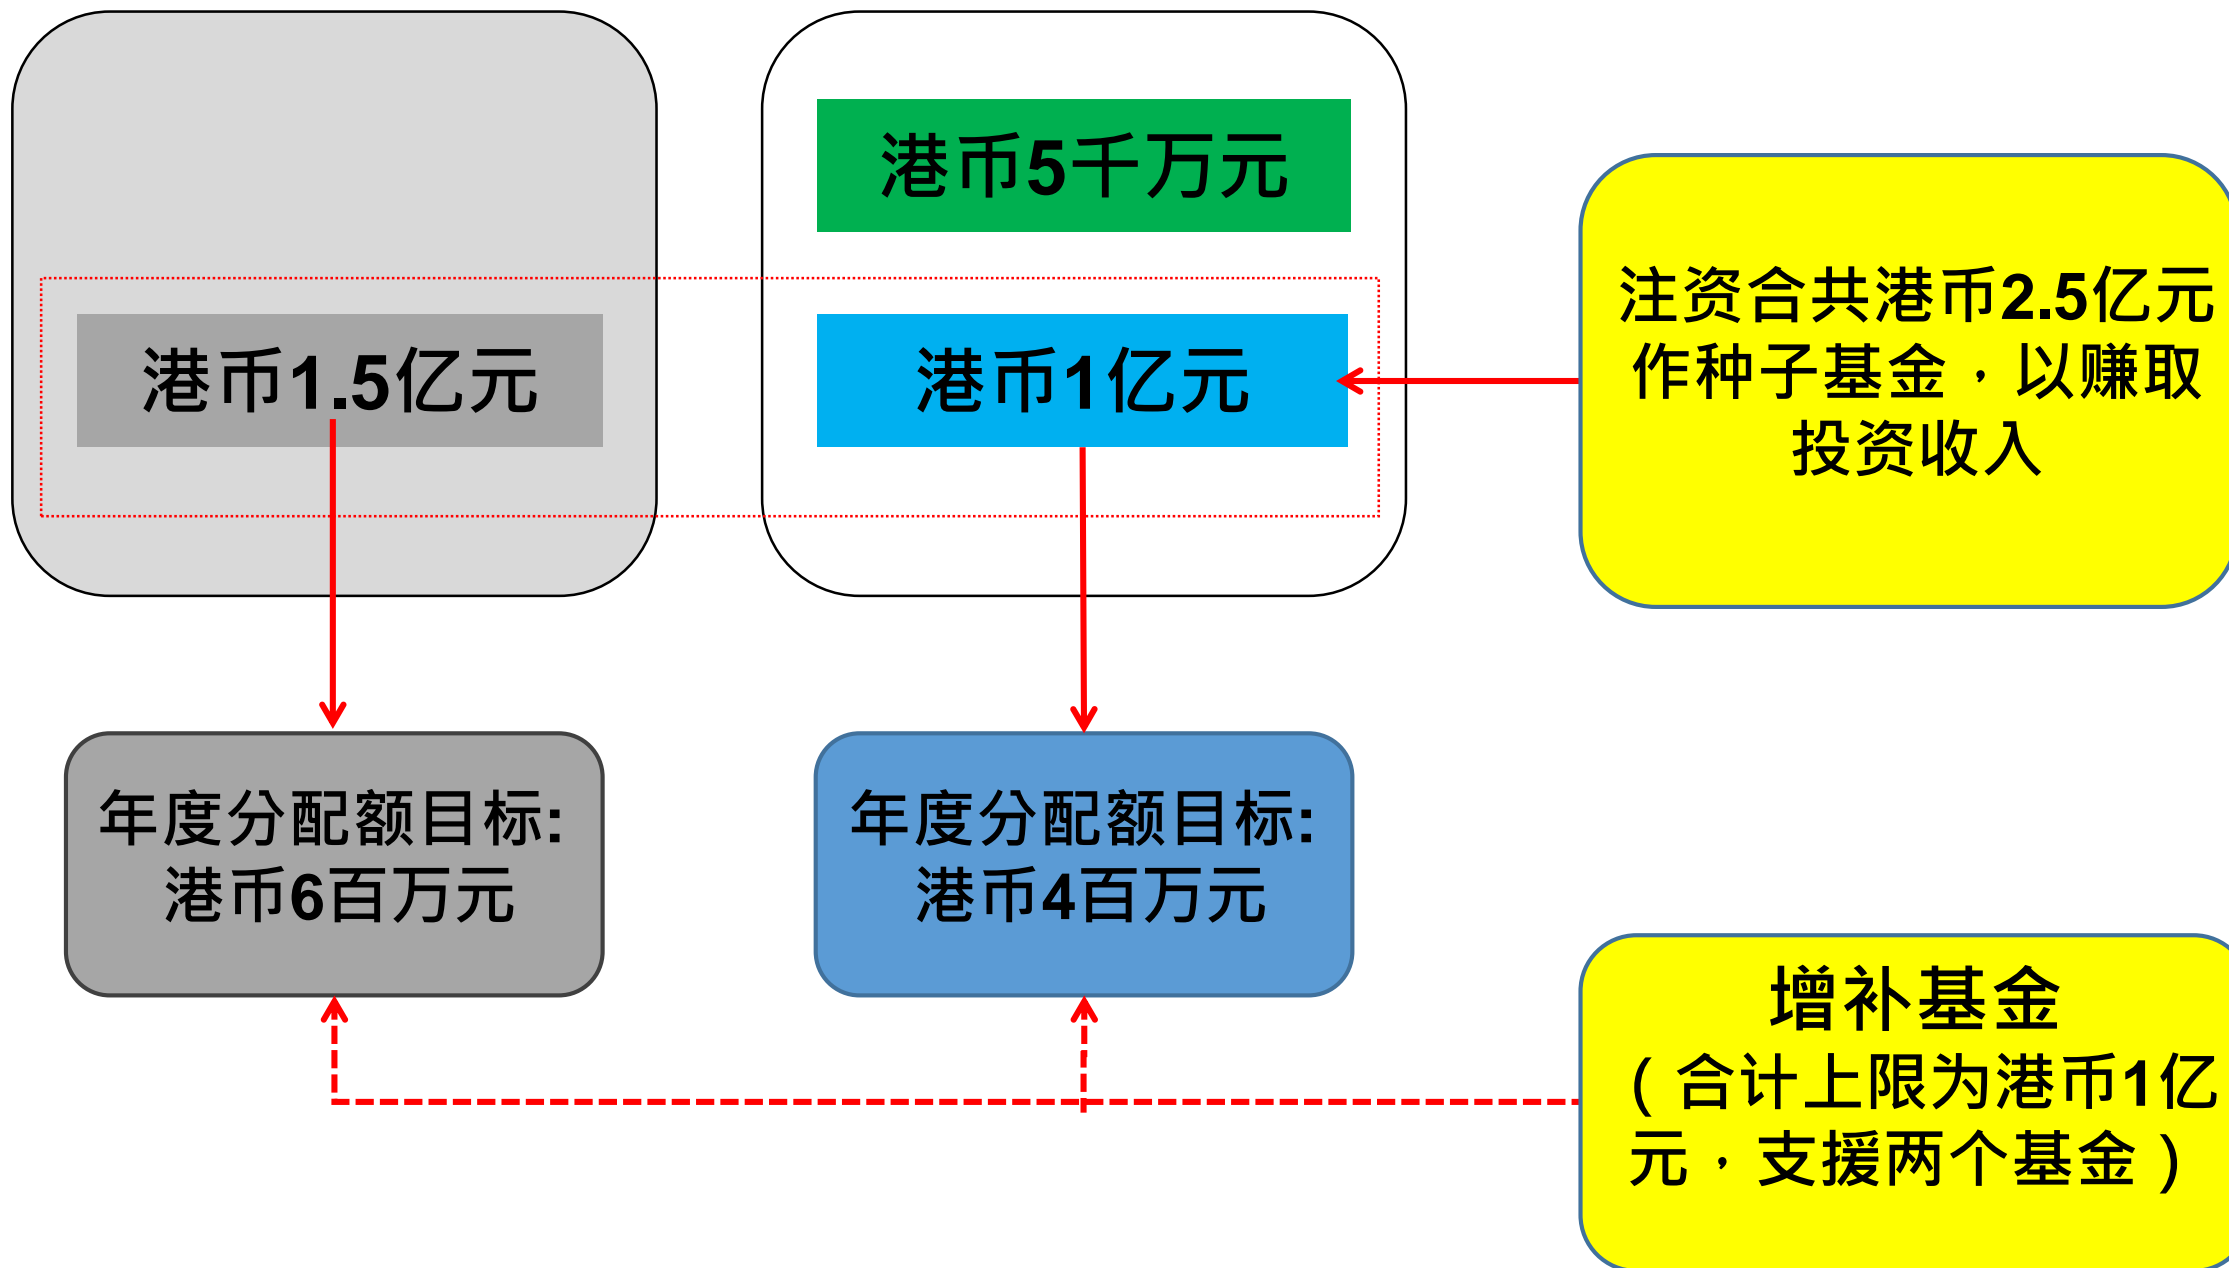 港币5千万元
港币1.5亿元
港币1亿元
注资合共港币2.5亿元
作种子基金，以赚取
投资收入
年度分配额目标:
港币6百万元
年度分配额目标:
港币4百万元
增补基金
（合计上限为港币1亿
元，支援两个基金）